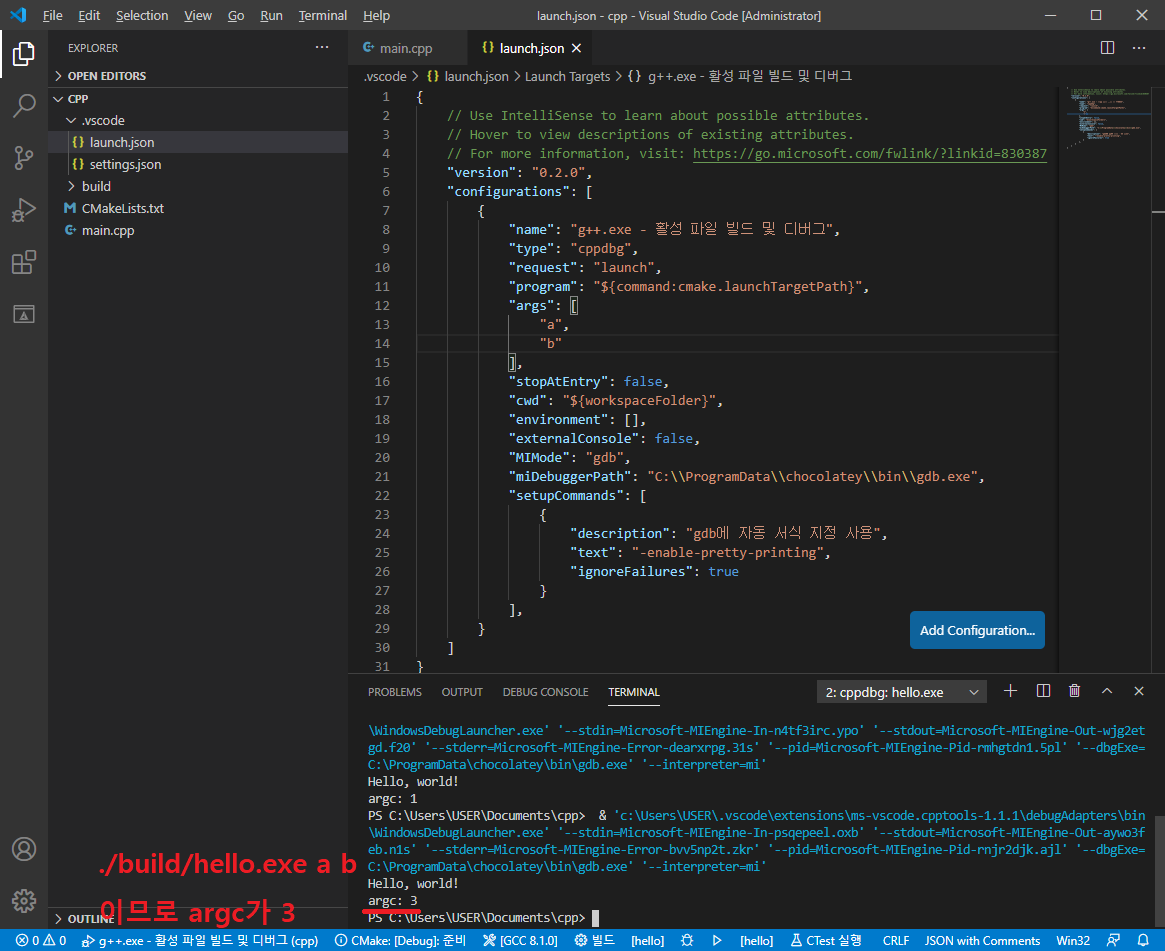 File Edit Selection View Go Run Terminal Help launch.json - cpp - Visual Studio Code [Administrator]
EXPLORER ···
OPEN EDITORS
CPP
.vscode
{} launch.json
{} settings.json
build
M CMakeLists.txt
main.cpp
OUTLINE
main.cpp {} launch.json
.vscode > {} launch.json > Launch Targets > {} g++.exe - 활성 파일 빌드 및 디버그
1 {
2 // Use IntelliSense to learn about possible attributes.
3 // Hover to view descriptions of existing attributes.
4 // For more information, visit: https://go.microsoft.com/fwlink/?linkid=830387
5 "version": "0.2.0",
6 "configurations": [
7 {
8 "name": "g++.exe - 활성 파일 빌드 및 디버그",
9 "type": "cppdbg",
10 "request": "launch",
11 "program": "${command:cmake.launchTargetPath}",
12 "args": [
13 "a",
14 "b"
15 ],
16 "stopAtEntry": false,
17 "cwd": "${workspaceFolder}",
18 "environment": [],
19 "externalConsole": false,
20 "MIMode": "gdb",
21 "miDebuggerPath": "C:\\ProgramData\\chocolatey\\bin\\gdb.exe",
22 "setupCommands": [
23 {
24 "description": "gdb에 자동 서식 지정 사용",
25 "text": "-enable-pretty-printing",
26 "ignoreFailures": true
27 }
28 ],
29 }
30 ]
31 }
Add Configuration...
PROBLEMS OUTPUT DEBUG CONSOLE TERMINAL 2: cppdbg: hello.exe
\WindowsDebugLauncher.exe' '--stdin=Microsoft-MIEngine-In-n4tf3irc.ypo' '--stdout=Microsoft-MIEngine-Out-wjg2et
gd.f20' '--stderr=Microsoft-MIEngine-Error-dearxrpg.31s' '--pid=Microsoft-MIEngine-Pid-rmhgtdn1.5pl' '--dbgExe=
C:\ProgramData\chocolatey\bin\gdb.exe' '--interpreter=mi'
Hello, world!
argc: 1
PS C:\Users\USER\Documents\cpp> & 'c:\Users\USER\.vscode\extensions\ms-vscode.cpptools-1.1.1\debugAdapters\bin
\WindowsDebugLauncher.exe' '--stdin=Microsoft-MIEngine-In-psqepeel.oxb' '--stdout=Microsoft-MIEngine-Out-aywo3f
eb.n1s' '--stderr=Microsoft-MIEngine-Error-bvv5np2t.zkr' '--pid=Microsoft-MIEngine-Pid-rnjr2djk.ajl' '--dbgExe=
C:\ProgramData\chocolatey\bin\gdb.exe' '--interpreter=mi'
Hello, world!
argc: 3
PS C:\Users\USER\Documents\cpp>
./build/hello.exe a b
이므로 argc가 3
0 0 g++.exe - 활성 파일 빌드 및 디버그 (cpp) CMake: [Debug]: 준비 [GCC 8.1.0] 빌드 [hello] [hello] CTest 실행 CRLF JSON with Comments Win32